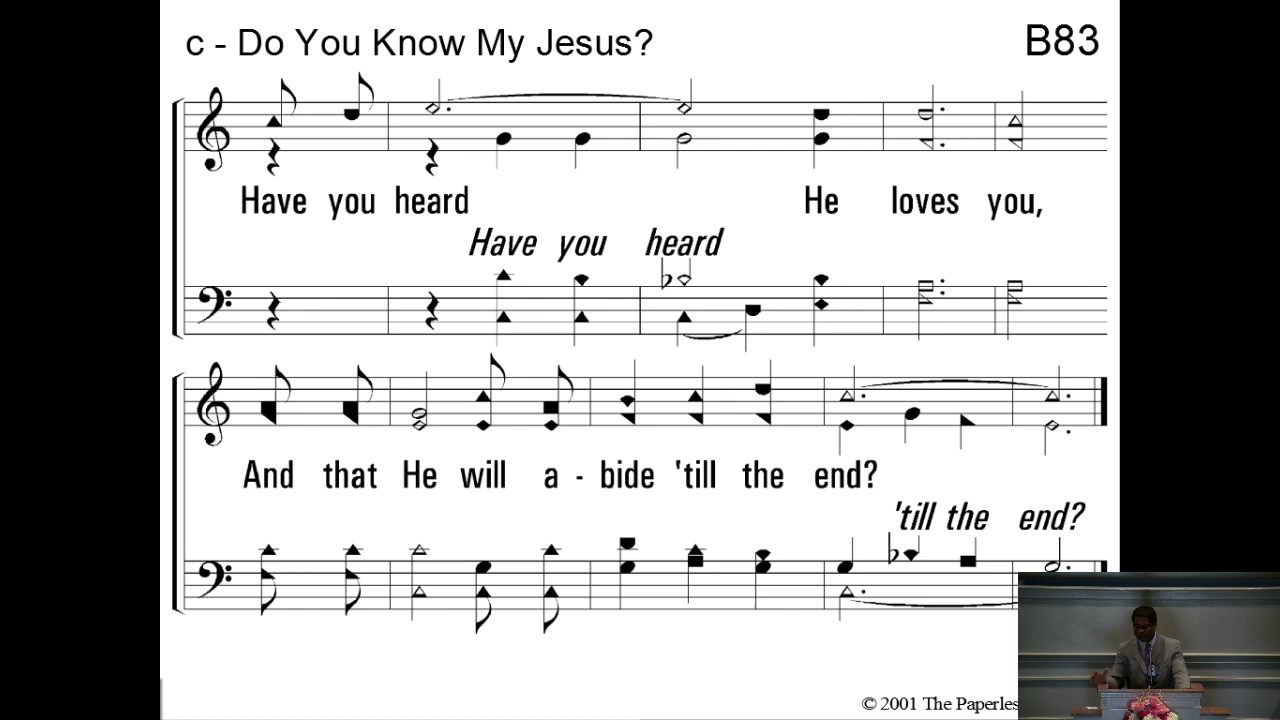 c - Do You Know My Jesus?
B83
Have you heard He loves you,
Have you heard
And that He will a - bide 'till the end?
'till the end?
© 2001 The Paperles